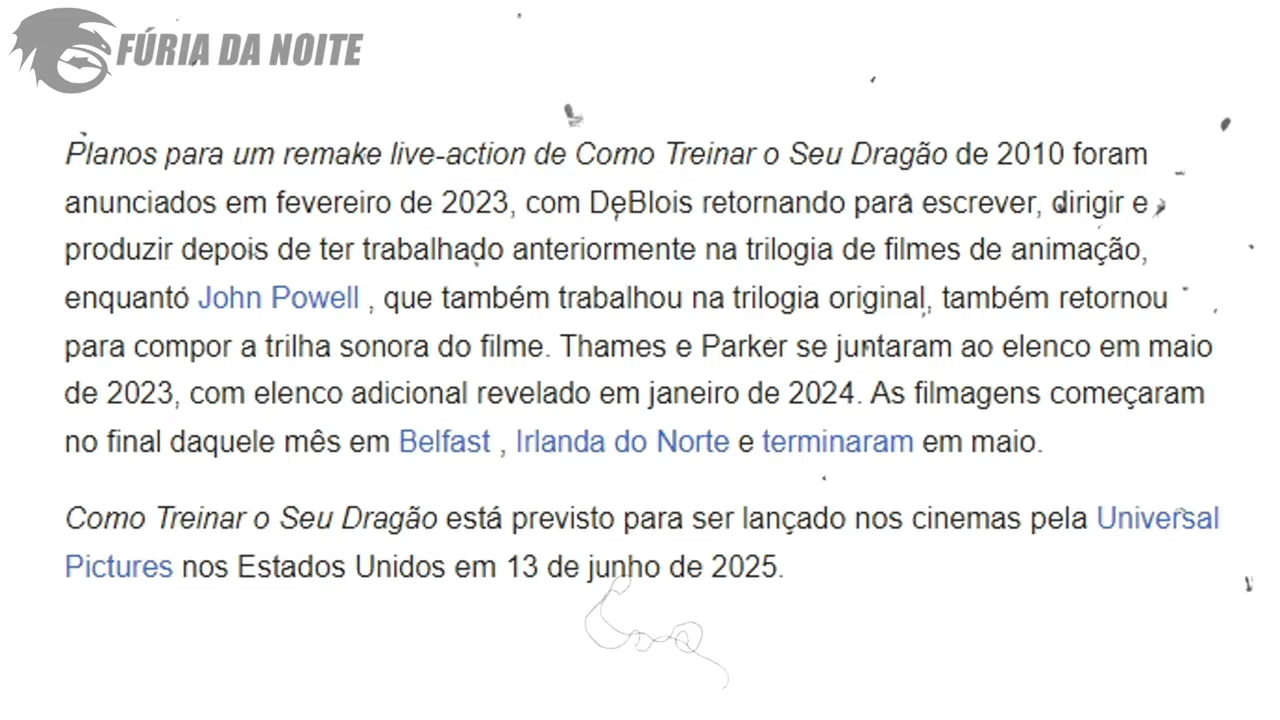 FÚRIA DA NOITE
Planos para um remake live-action de Como Treinar o Seu Dragão de 2010 foram
anunciados em fevereiro de 2023, com DeBlois retornando para escrever, dirigir e
produzir depois de ter trabalhado anteriormente na trilogia de filmes de animação,
enquanto John Powell , que também trabalhou na trilogia original, também retornou
para compor a trilha sonora do filme. Thames e Parker se juntaram ao elenco em maio
de 2023, com elenco adicional revelado em janeiro de 2024. As filmagens começaram
no final daquele mês em Belfast , Irlanda do Norte e terminaram em maio.
Como Treinar o Seu Dragão está previsto para ser lançado nos cinemas pela Universal
Pictures nos Estados Unidos em 13 de junho de 2025.